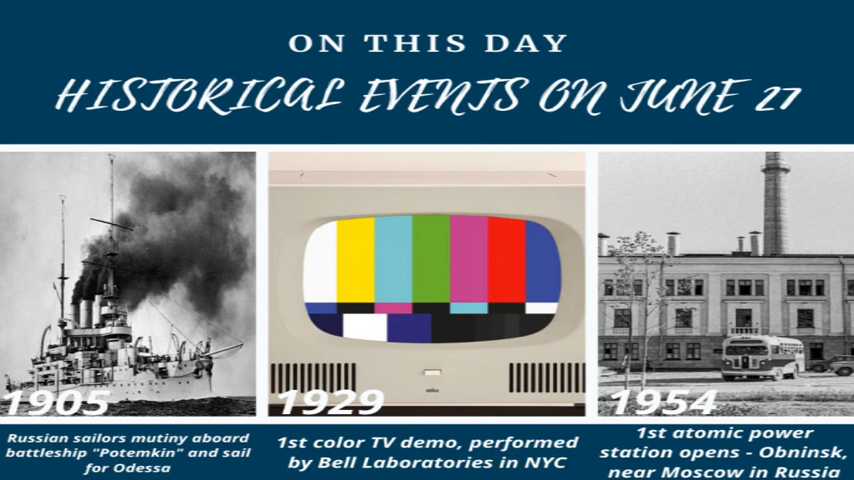 ON THIS DAY
HISTORICAL EVENTS ON JUNE 27
1905
Russian sailors mutiny aboard
battleship "Potemkin" and sail
for Odessa
1929
1st color TV demo, performed
by Bell Laboratories in NYC
1954
1st atomic power
station opens - Obninsk,
near Moscow in Russia